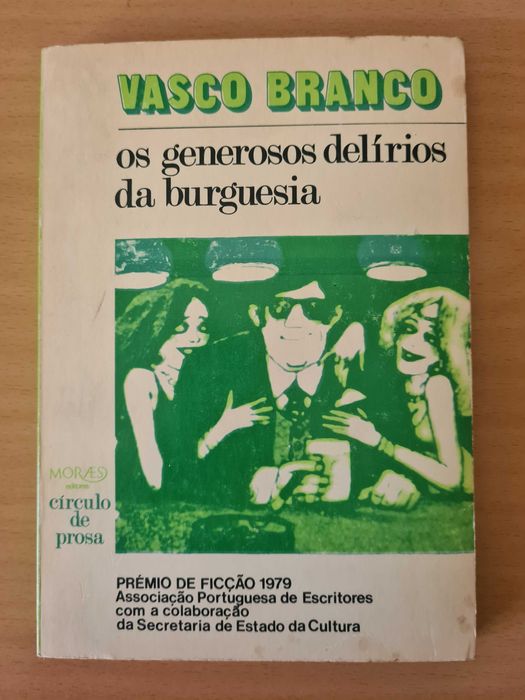 VASCO BRANCO
os generosos delírios
da burguesia
MORÆS
editores
círculo
de
prosa
PRÉMIO DE FICÇÃO 1979
Associação Portuguesa de Escritores
com a colaboração
da Secretaria de Estado da Cultura